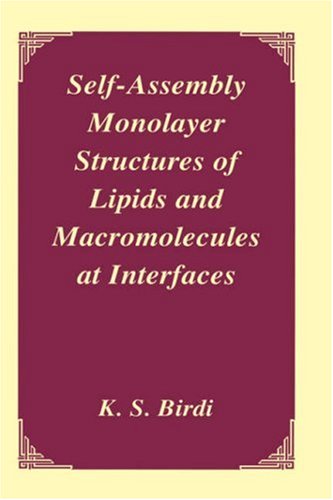 Self-Assembly
Monolayer
Structures of
Lipids and
Macromolecules
at Interfaces
K. S. Birdi